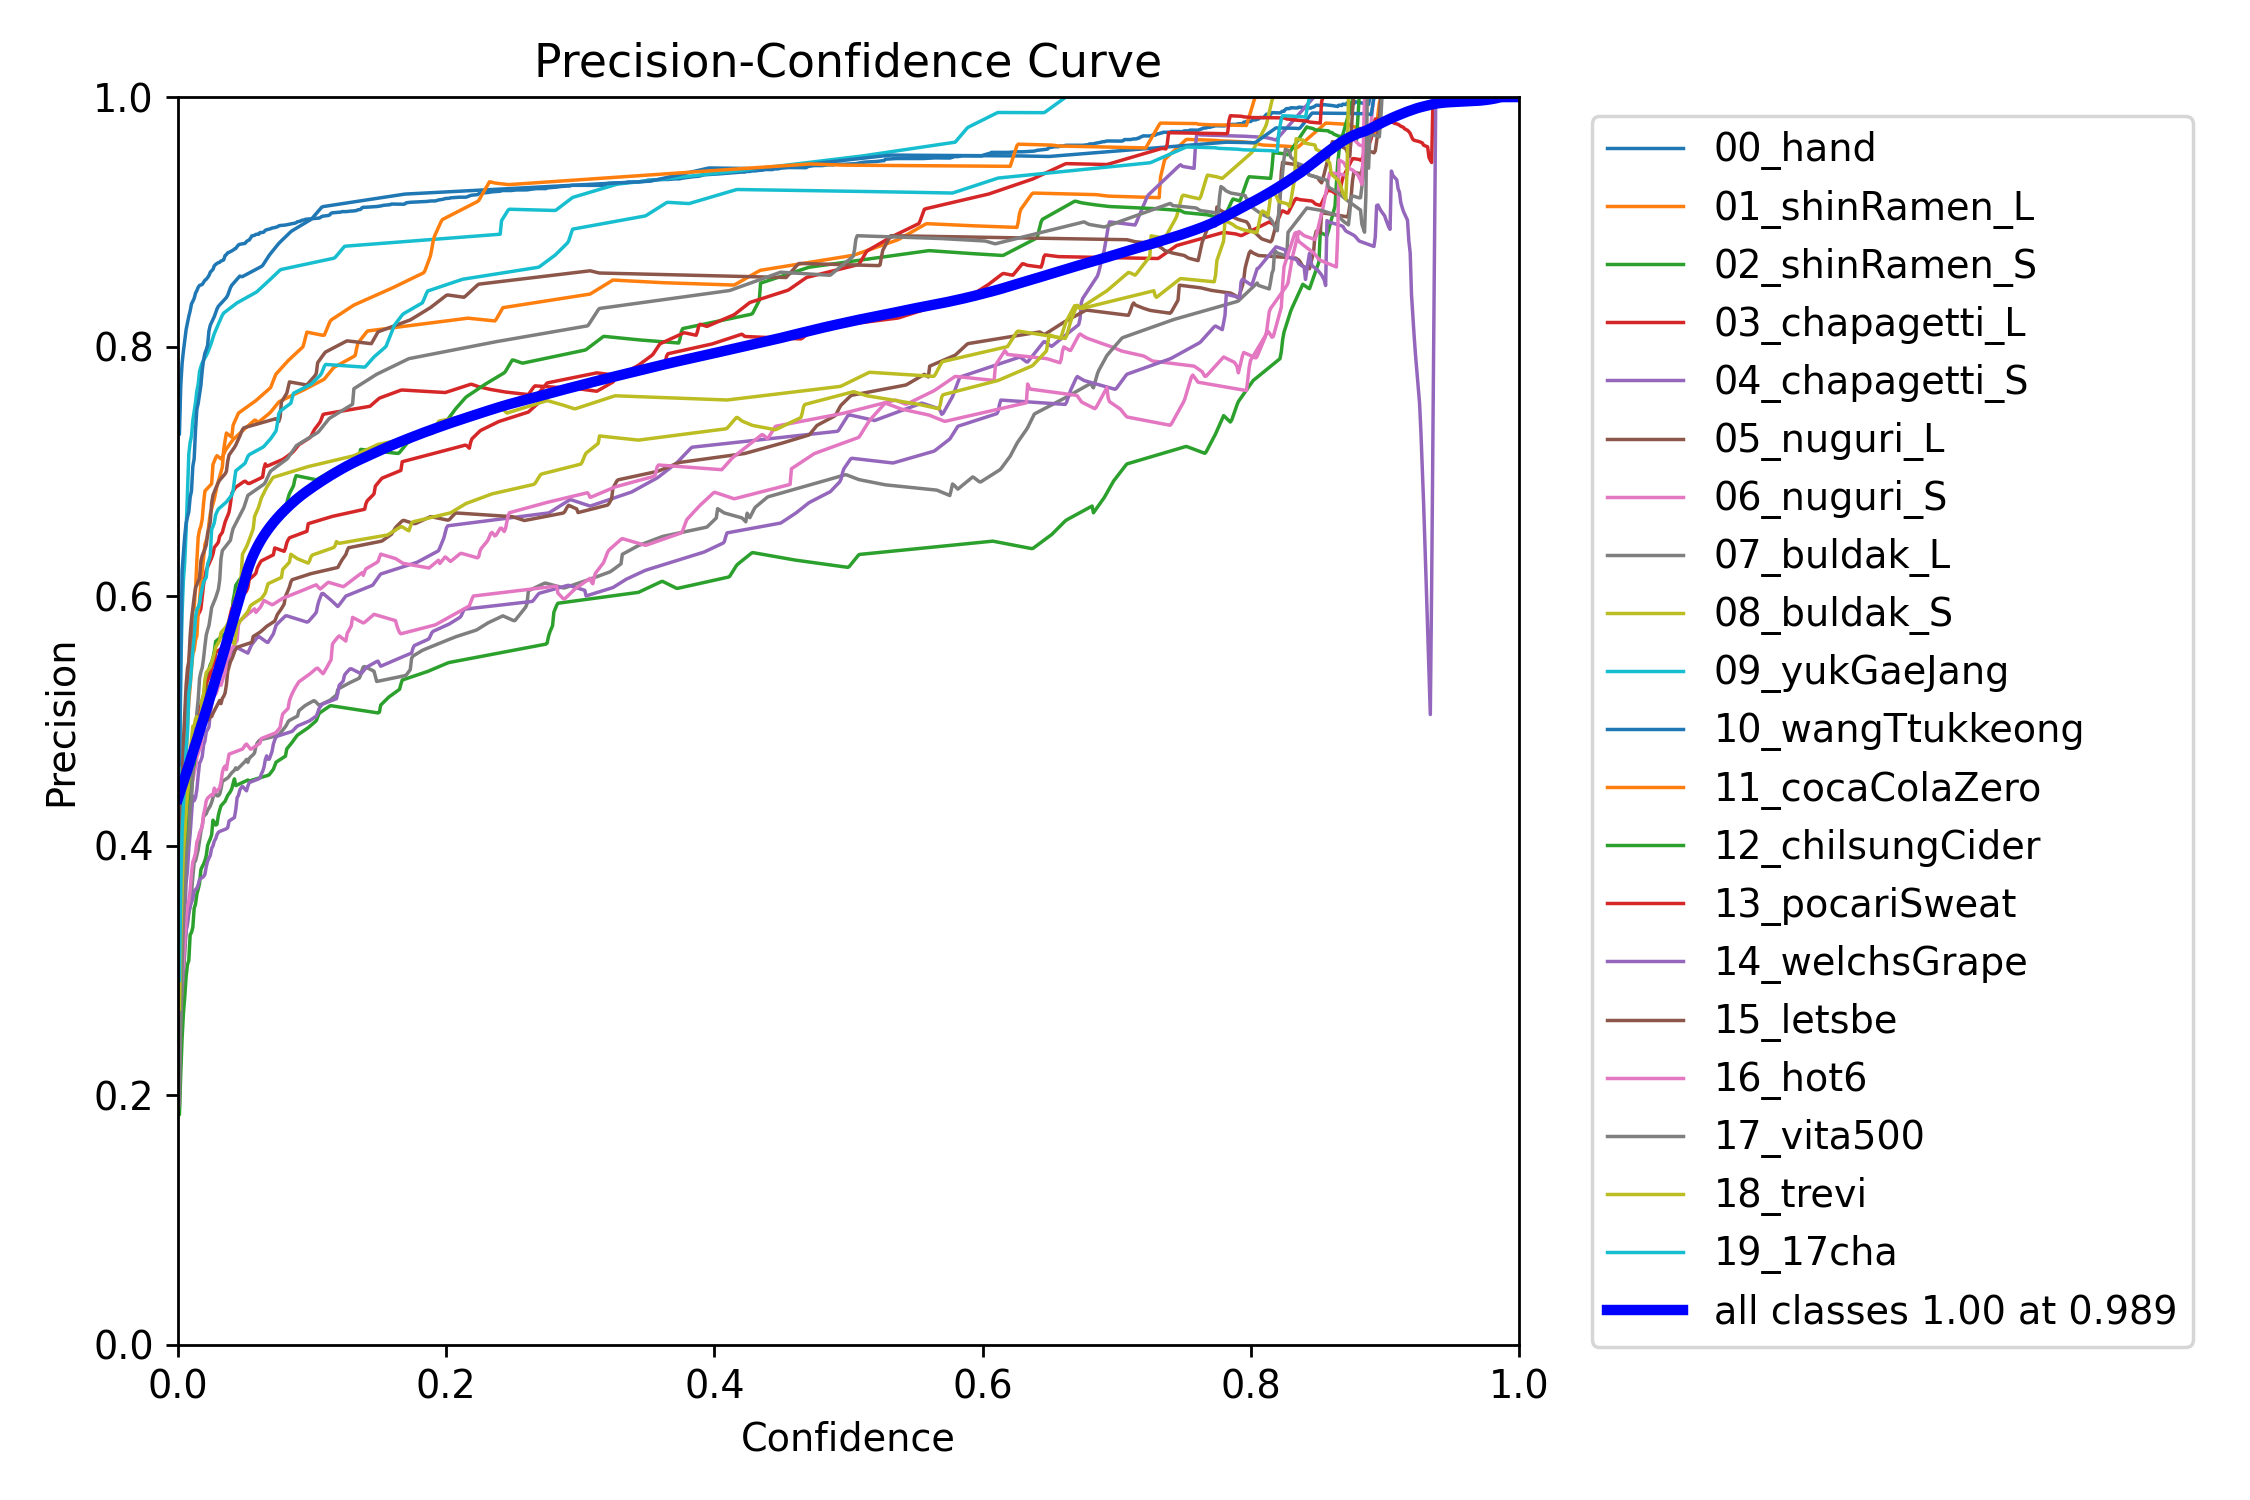 Precision-Confidence Curve
1.0
0.8
0.6
0.4
0.2
0.0
Precision
0.0 0.2 0.4 0.6 0.8 1.0
Confidence
00_hand
01_shinRamen_L
02_shinRamen_S
03_chapagetti_L
04_chapagetti_S
05_nuguri_L
06_nuguri_S
07_buldak_L
08_buldak_S
09_yukGaeJang
10_wangTtukkeong
11_cocaColaZero
12_chilsungCider
13_pocariSweat
14_welchsGrape
15_letsbe
16_hot6
17_vita500
18_trevi
19_17cha
all classes 1.00 at 0.989